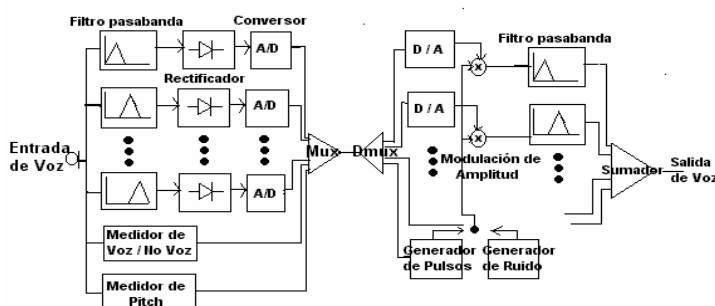 Filtro pasabanda
Conversor
A/D
Rectificador
A/D
Entrada
de Voz
A/D
Medidor de
Voz / No Voz
Medidor
de Pitch
Mux
Dmux
D / A
D / A
x
x
Filtro pasabanda
Modulación de
Amplitud
Generador
de Pulsos
Generador
de Ruido
Sumador
Salida
de Voz